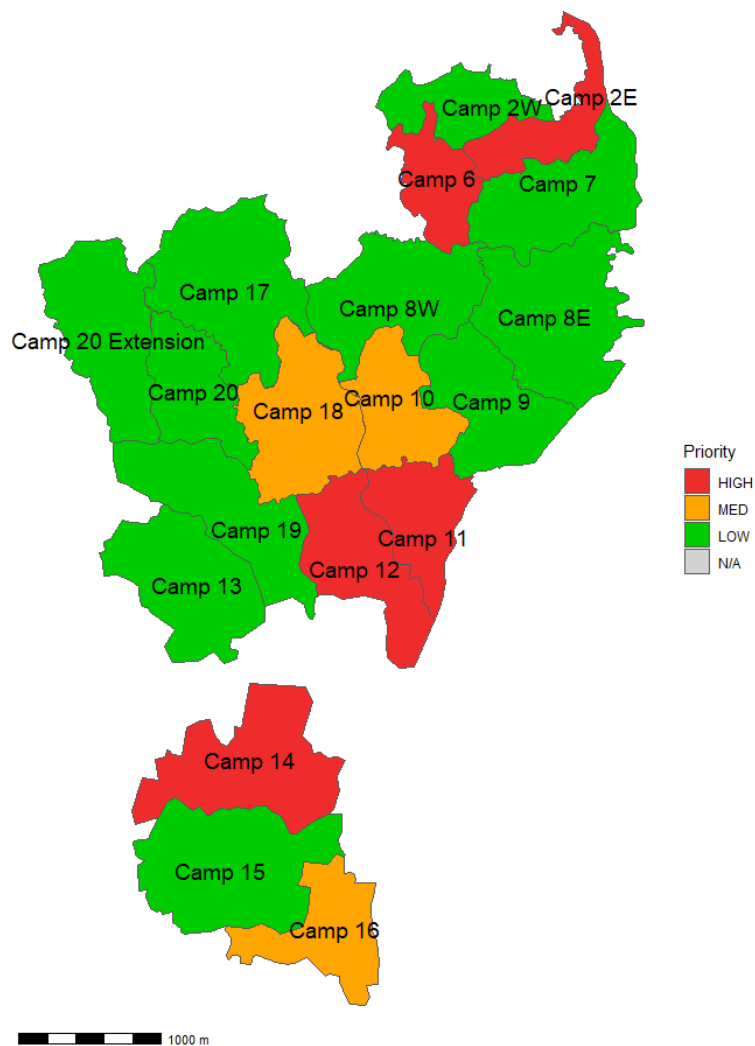 Camp 2E
Camp 2W
Camp 6
Camp 7
Camp 17
Camp 8W
Camp 8E
Camp 20 Extension
Camp 20
Camp 18
Camp 10
Camp 9
Camp 19
Camp 11
Camp 12
Camp 13
Camp 14
Camp 15
Camp 16
Priority
HIGH
MED
LOW
N/A
1000 m